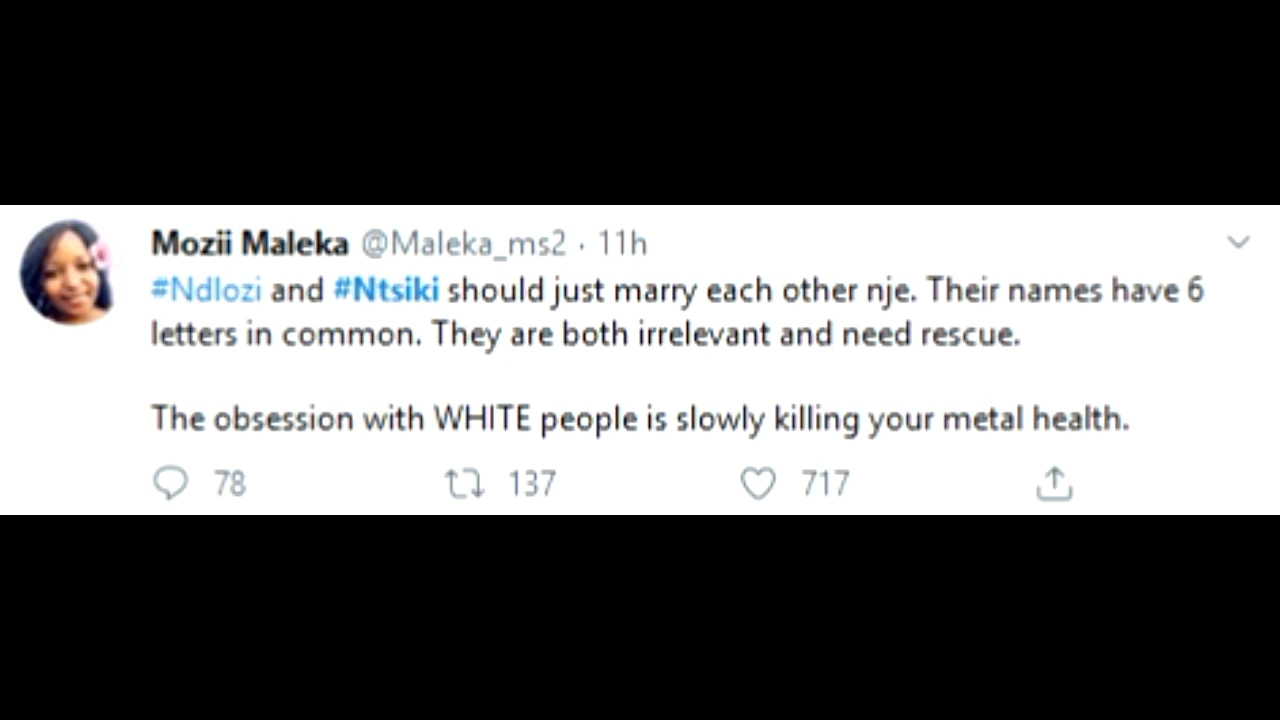 Mozii Maleka @Maleka_ms2 · 11h
#Ndlozi and #Ntsiki should just marry each other nje. Their names have 6
letters in common. They are both irrelevant and need rescue.
The obsession with WHITE people is slowly killing your metal health.
78 137 717